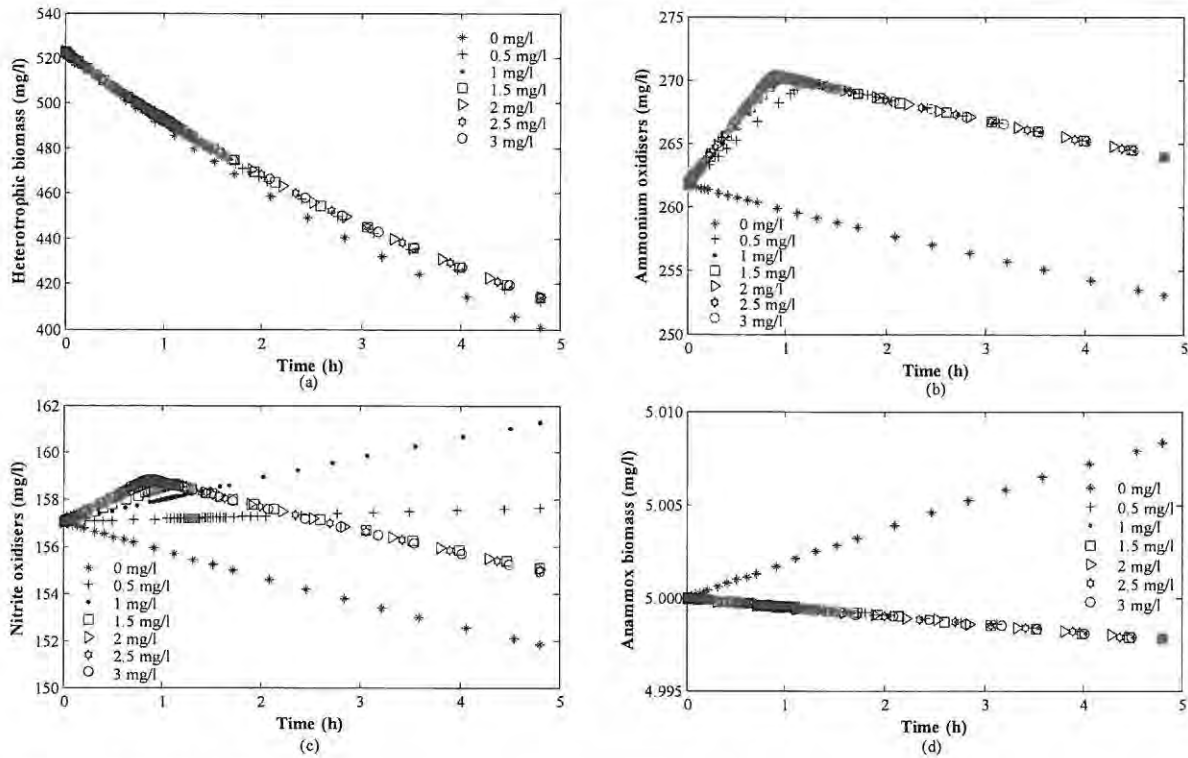 540
520
500
480
460
440
420
400
Heterotrophic biomass (mg/l)
0 mg/l
0.5 mg/l
1 mg/l
1.5 mg/l
2 mg/l
2.5 mg/l
3 mg/l
0 1 2 3 4 5
Time (h)
(a)
275
270
265
260
255
250
Ammonium oxidisers (mg/l)
0 mg/l
0.5 mg/l
1 mg/l
1.5 mg/l
2 mg/l
2.5 mg/l
3 mg/l
0 1 2 3 4 5
Time (h)
(b)
162
160
158
156
154
152
150
Nitrite oxidisers (mg/l)
0 mg/l
0.5 mg/l
1 mg/l
1.5 mg/l
2 mg/l
2.5 mg/l
3 mg/l
0 1 2 3 4 5
Time (h)
(c)
5.010
5.005
5.000
4.995
Anammox biomass (mg/l)
0 mg/l
0.5 mg/l
1 mg/l
1.5 mg/l
2 mg/l
2.5 mg/l
3 mg/l
0 1 2 3 4 5
Time (h)
(d)